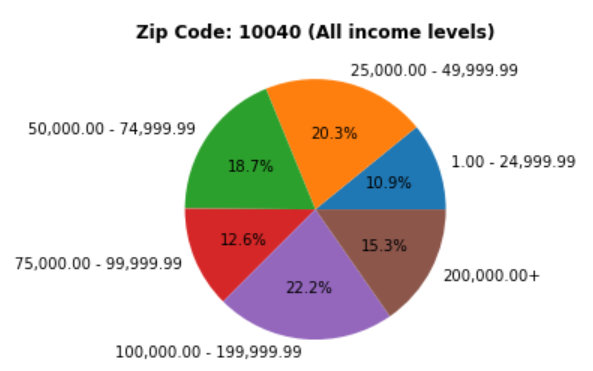 Zip Code: 10040 (All income levels)
25,000.00 - 49,999.99
50,000.00 - 74,999.99
20.3%
1.00 - 24,999.99
18.7%
10.9%
12.6%
15.3%
75,000.00 - 99,999.99
200,000.00+
22.2%
100,000.00 - 199,999.99